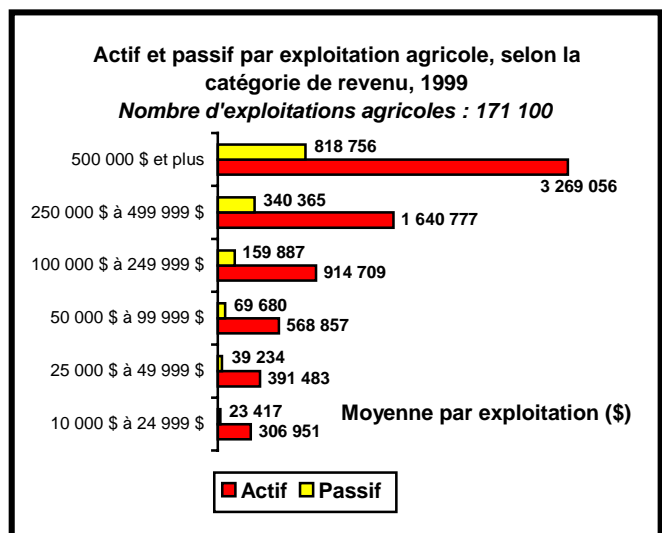 Actif et passif par exploitation agricole, selon la
catégorie de revenu, 1999
Nombre d'exploitations agricoles : 171 100
500 000 $ et plus
818 756
3 269 056
250 000 $ à 499 999 $
340 365
1 640 777
100 000 $ à 249 999 $
159 887
914 709
50 000 $ à 99 999 $
69 680
568 857
25 000 $ à 49 999 $
39 234
391 483
10 000 $ à 24 999 $
23 417
306 951
Moyenne par exploitation ($)
Actif Passif